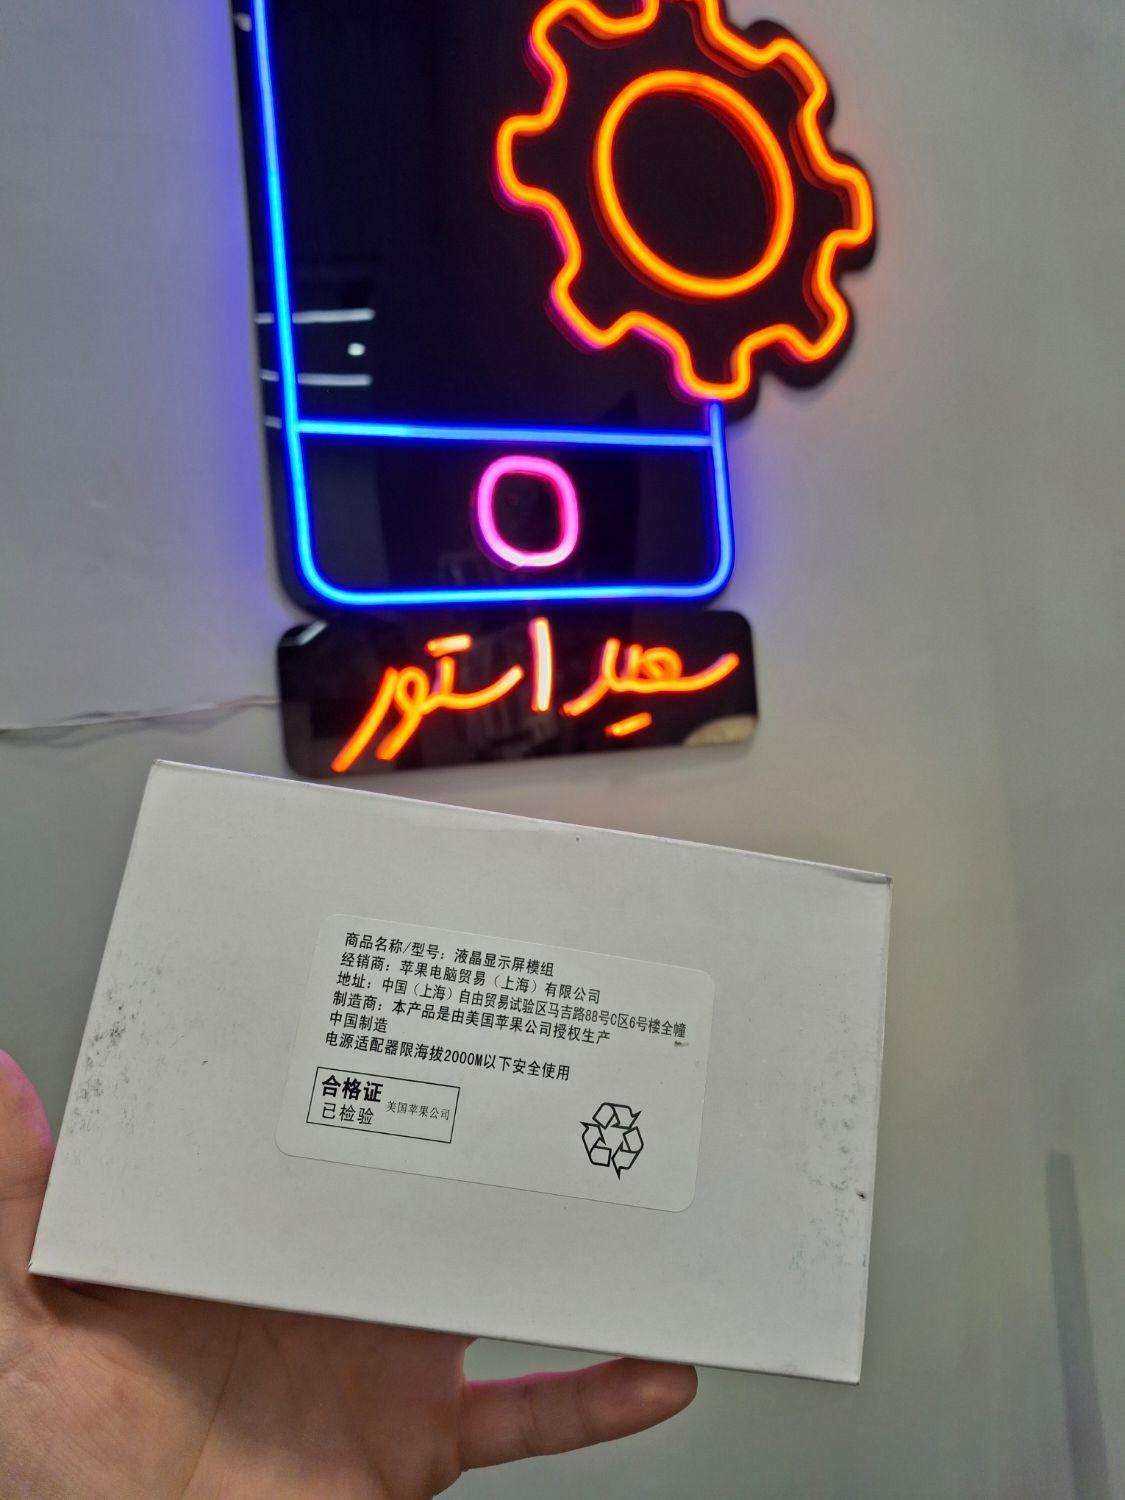 سعید استور
商品名称/型号：液晶显示屏模组
经销商：苹果电脑贸易（上海）有限公司
地址：中国（上海）自由贸易试验区马吉路88号C区6号楼全幢
制造商：本产品是由美国苹果公司授权生产
中国制造
电源适配器限海拔2000M以下安全使用
合格证
已检验 美国苹果公司